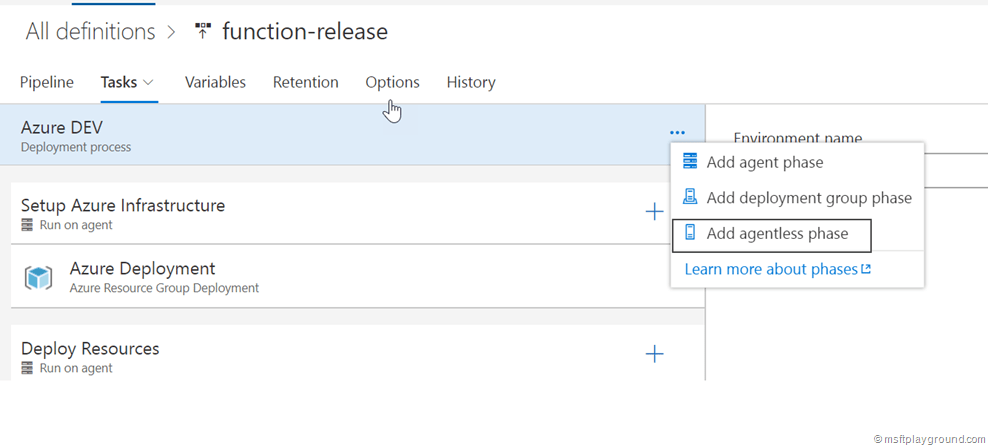 All definitions > function-release
Pipeline Tasks Variables Retention Options History
Azure DEV
Deployment process
Environment name
Add agent phase
Add deployment group phase
Add agentless phase
Learn more about phases
Setup Azure Infrastructure
Run on agent
Azure Deployment
Azure Resource Group Deployment
Deploy Resources
Run on agent
© msftplayground.com